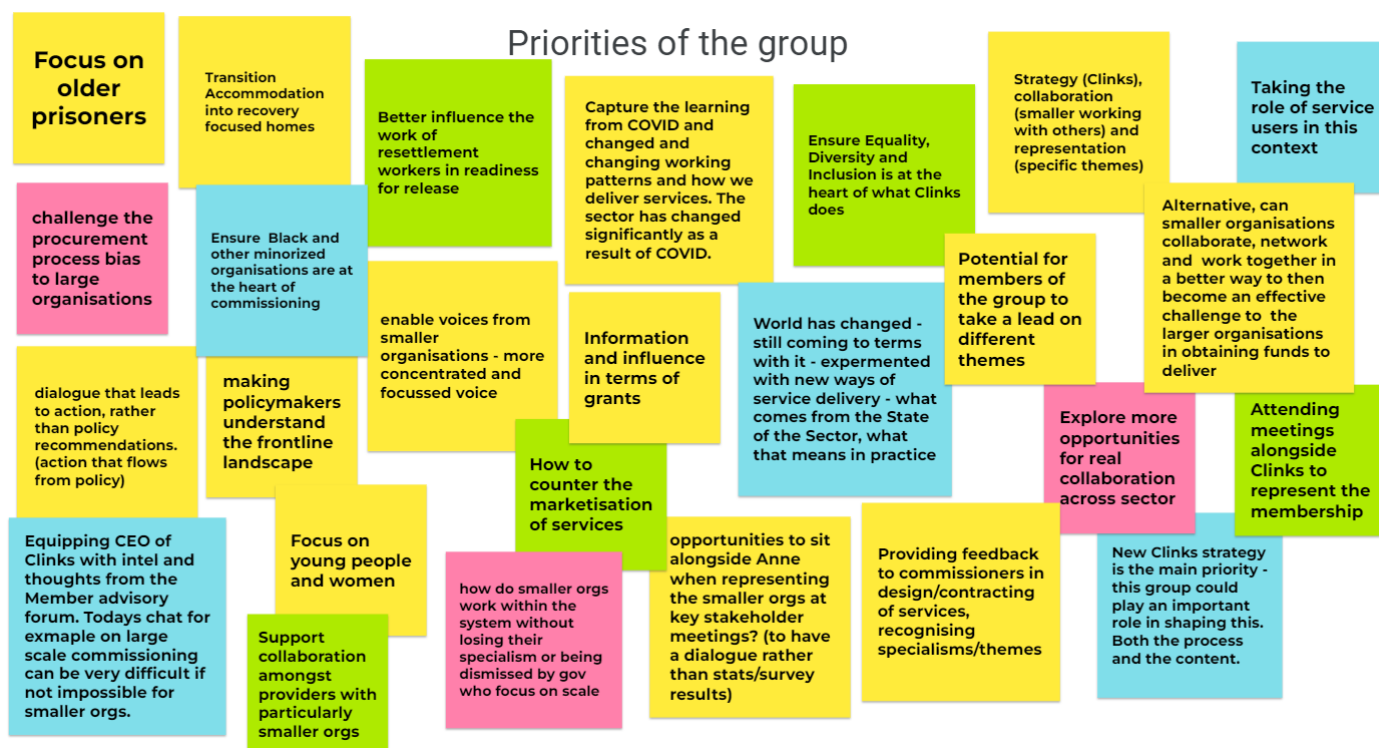 Priorities of the group
Focus on
older
prisoners
Transition
Accommodation
into recovery
focused homes
Better influence the
work of
resettlement
workers in readiness
for release
Capture the learning
from COVID and
changed and
changing working
patterns and how we
deliver services. The
sector has changed
significantly as a
result of COVID.
Ensure Equality,
Diversity and
Inclusion is at the
heart of what Clinks
does
Strategy (Clinks),
collaboration
(smaller working
with others) and
representation
(specific themes)
Taking the
role of service
users in this
context
challenge the
procurement
process bias
to large
organisations
Ensure Black and
other minorized
organisations are at
the heart of
commissioning
enable voices from
smaller
organisations - more
concentrated and
focussed voice
Information
and influence
in terms of
grants
World has changed -
still coming to terms
with it - expermented
with new ways of
service delivery - what
comes from the State
of the Sector, what
that means in practice
Potential for
members of
the group to
take a lead on
different
themes
Alternative, can
smaller organisations
collaborate, network
and work together in
a better way to then
become an effective
challenge to the
larger organisations
in obtaining funds to
deliver
dialogue that leads
to action, rather
than policy
recommendations.
(action that flows
from policy)
making
policymakers
understand
the frontline
landscape
How to
counter the
marketisation
of services
Explore more
opportunities
for real
collaboration
across sector
Attending
meetings
alongside
Clinks to
represent the
membership
Equipping CEO of
Clinks with intel and
thoughts from the
Member advisory
forum. Todays chat for
exmaple on large
scale commissioning
can be very difficult if
not impossible for
smaller orgs.
Focus on
young people
and women
Support
collaboration
amongst
providers with
particularly
smaller orgs
how do smaller orgs
work within the
system without
losing their
specialism or being
dismissed by gov
who focus on scale
opportunities to sit
alongside Anne
when representing
the smaller orgs at
key stakeholder
meetings? (to have
a dialogue rather
than stats/survey
results)
Providing feedback
to commissioners in
design/contracting
of services,
recognising
specialisms/themes
New Clinks strategy
is the main priority -
this group could
play an important
role in shaping this.
Both the process
and the content.